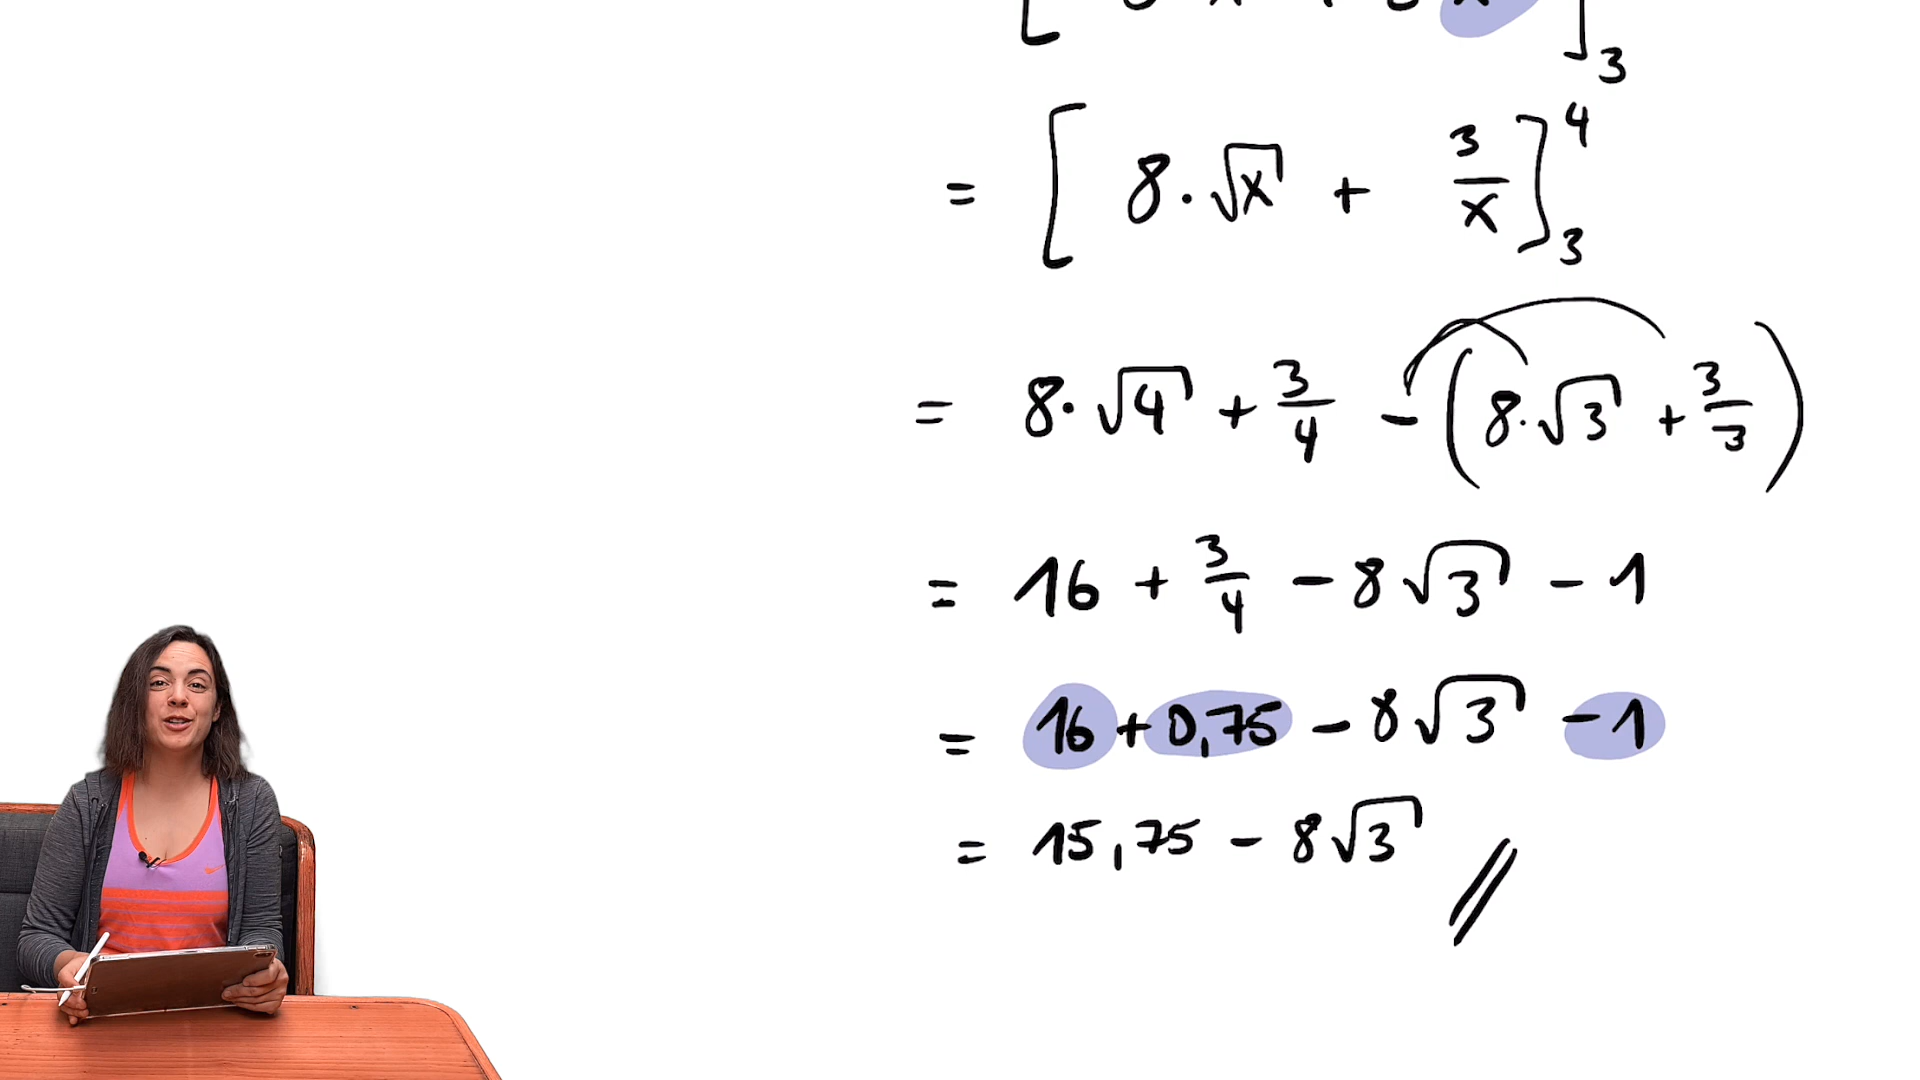 ]₃
= [ 8 · √x + 3/x ]₃⁴
= 8 · √4 + 3/4 - ( 8 · √3 + 3/3 )
= 16 + 3/4 - 8√3 - 1
= 16 + 0,75 - 8√3 - 1
= 15,75 - 8√3 //